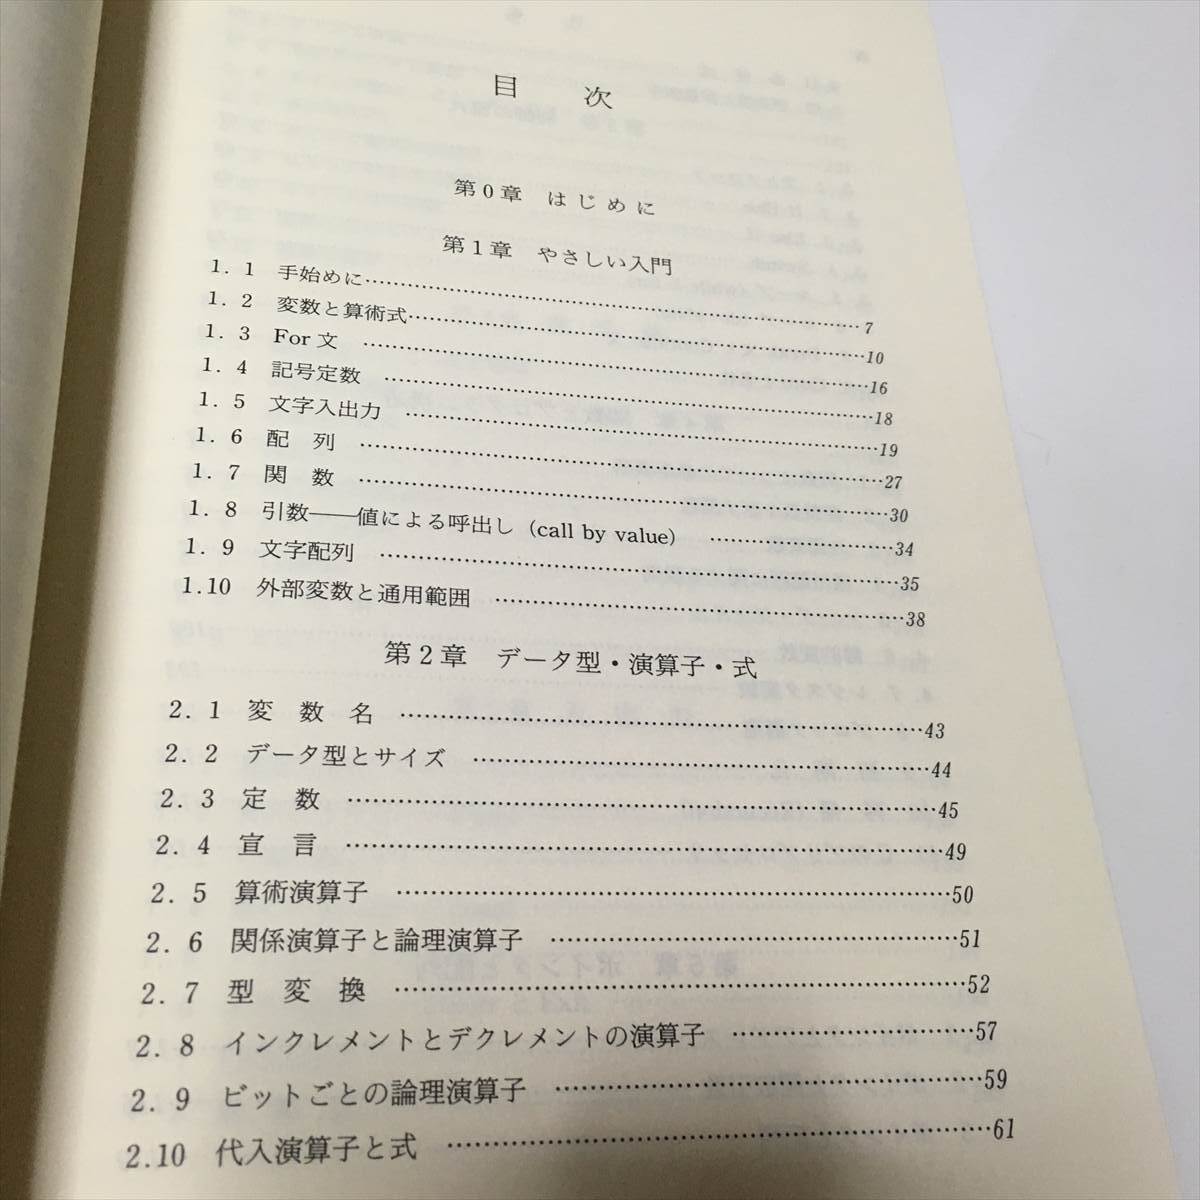 目 次
第0章 はじめに
第1章 やさしい入門
1. 1 手始めに……………………………………7
1. 2 変数と算術式……………………………………10
1. 3 For 文 ……………………………………16
1. 4 記号定数 ……………………………………18
1. 5 文字入出力 ……………………………………19
1. 6 配 列 ……………………………………27
1. 7 関 数 ……………………………………30
1. 8 引数——値による呼出し (call by value) ………………34
1. 9 文字配列 ……………………………………35
1.10 外部変数と通用範囲 ……………………………………38
第2章 データ型・演算子・式
2. 1 変 数 名 ……………………………………43
2. 2 データ型とサイズ ……………………………………44
2. 3 定 数 ……………………………………45
2. 4 宣 言 ……………………………………49
2. 5 算術演算子 ……………………………………50
2. 6 関係演算子と論理演算子 ……………………………………51
2. 7 型 変 換 ……………………………………52
2. 8 インクレメントとデクレメントの演算子 ………………57
2. 9 ビットごとの論理演算子 ……………………………………59
2.10 代入演算子と式 ……………………………………61